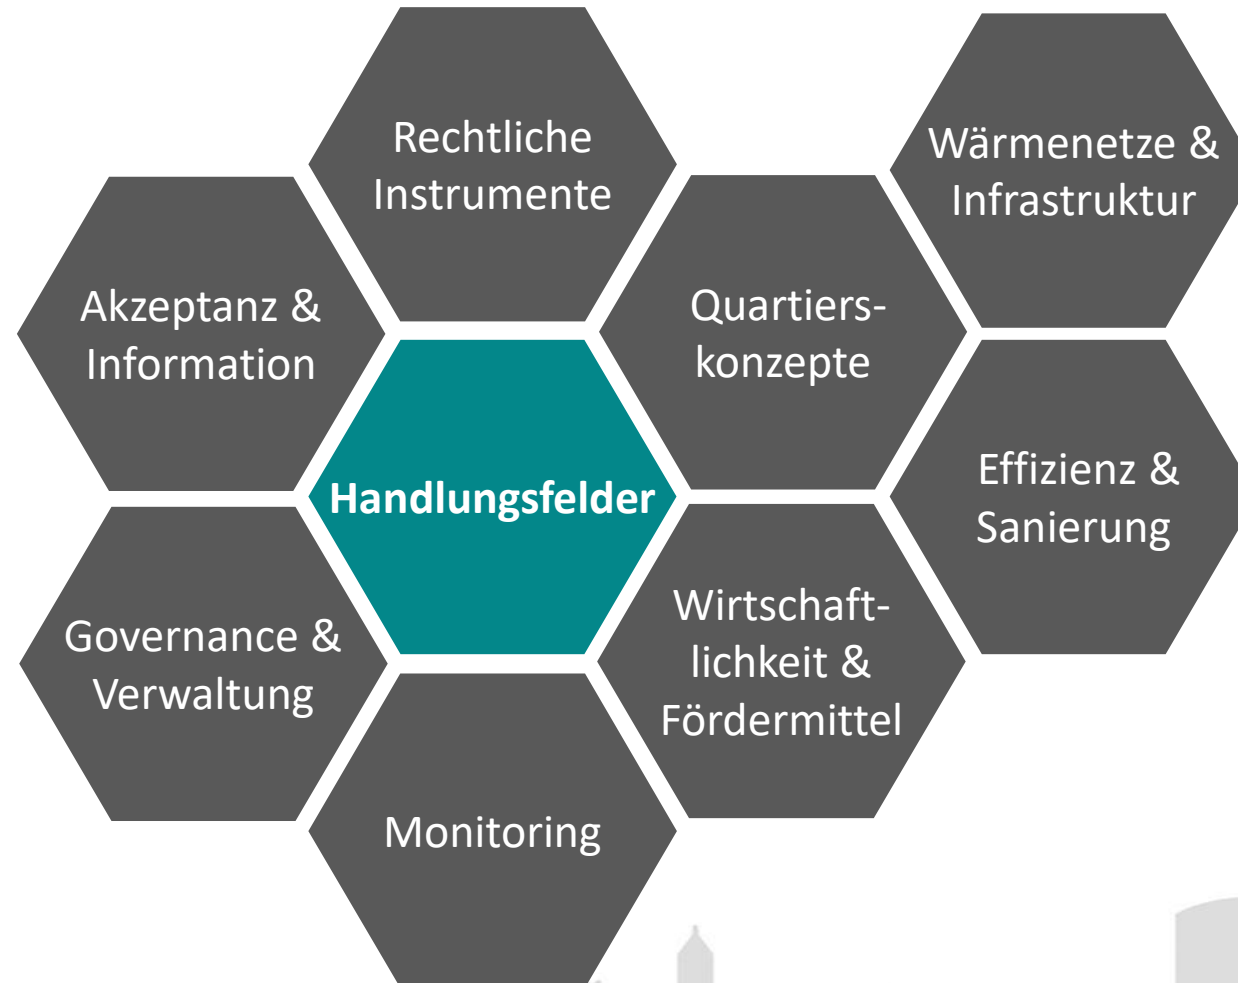 Rechtliche
Instrumente
Wärmenetze &
Infrastruktur
Akzeptanz &
Information
Quartiers-
konzepte
Handlungsfelder
Effizienz &
Sanierung
Governance &
Verwaltung
Wirtschaft-
lichkeit &
Fördermittel
Monitoring